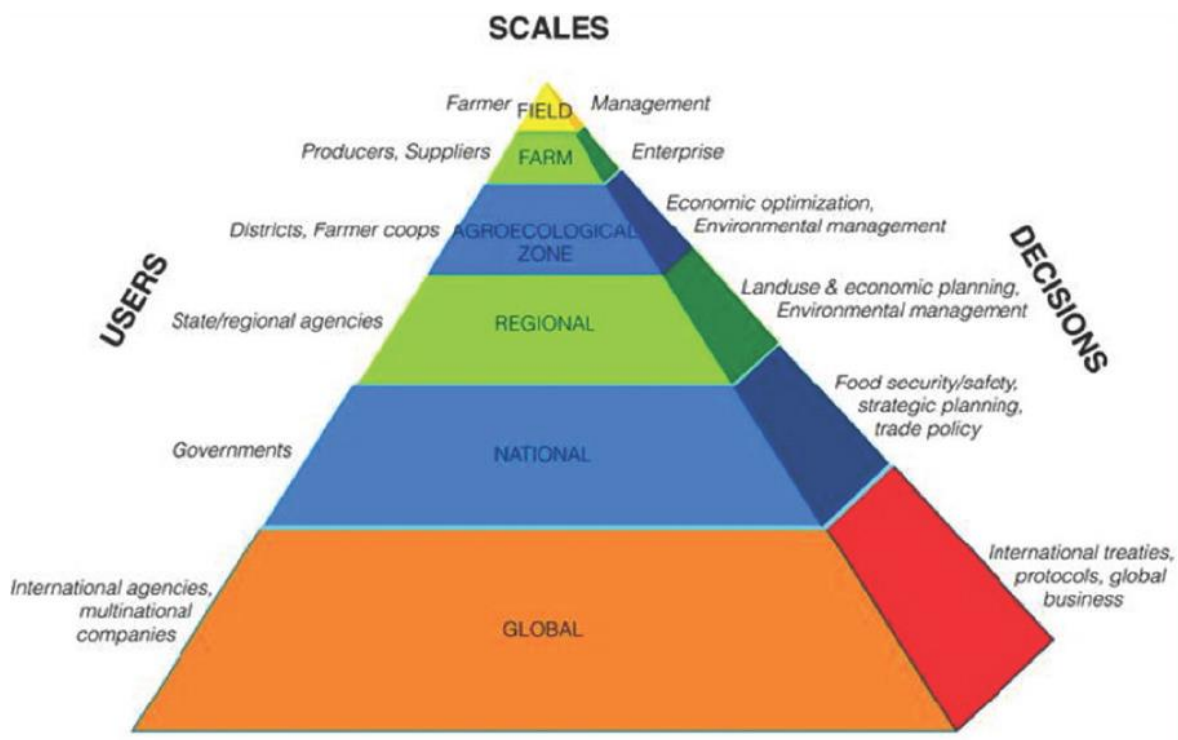 SCALES
Farmer
FIELD
Management
Producers, Suppliers
FARM
Enterprise
Districts, Farmer coops
AGROECOLOGICAL
ZONE
Economic optimization,
Environmental management
USERS
DECISIONS
State/regional agencies
REGIONAL
Landuse & economic planning,
Environmental management
Governments
NATIONAL
Food security/safety,
strategic planning,
trade policy
International agencies,
multinational
companies
GLOBAL
International treaties,
protocols, global
business